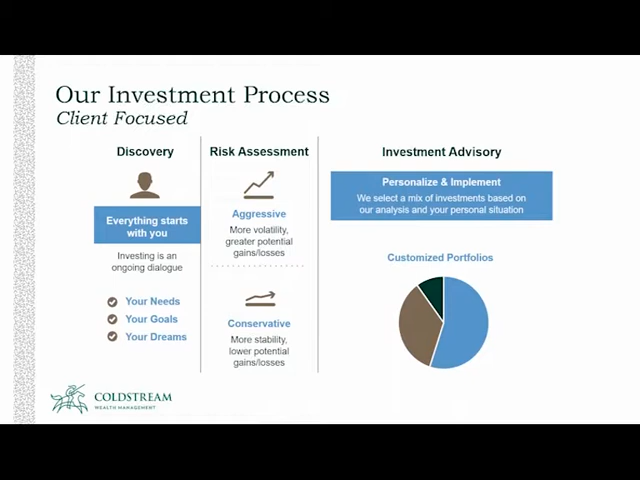 Our Investment Process
Client Focused
Discovery
Everything starts
with you
Investing is an
ongoing dialogue
Your Needs
Your Goals
Your Dreams
Risk Assessment
Aggressive
More volatility,
greater potential
gains/losses
Conservative
More stability,
lower potential
gains/losses
Investment Advisory
Personalize & Implement
We select a mix of investments based on
our analysis and your personal situation
Customized Portfolios
COLDSTREAM
WEALTH MANAGEMENT